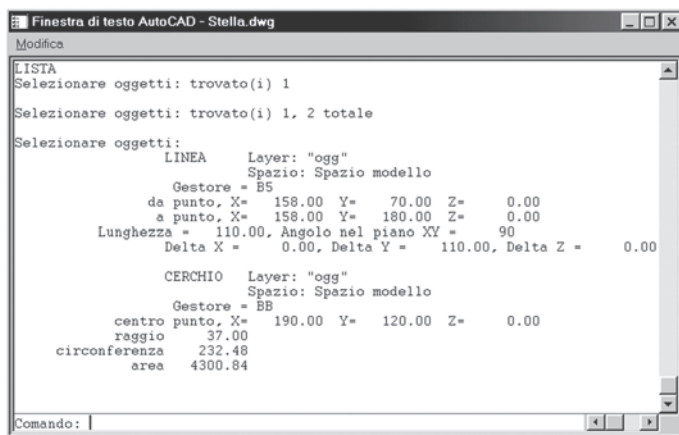 Finestra di testo AutoCAD - Stella.dwg
Modifica
LISTA
Selezionare oggetti: trovato(i) 1
Selezionare oggetti: trovato(i) 1, 2 totale
Selezionare oggetti:
LINEA Layer: "ogg"
Spazio: Spazio modello
Gestore = B5
da punto, X= 158.00 Y= 70.00 Z= 0.00
a punto, X= 158.00 Y= 180.00 Z= 0.00
Lunghezza = 110.00, Angolo nel piano XY = 90
Delta X = 0.00, Delta Y = 110.00, Delta Z = 0.00
CERCHIO Layer: "ogg"
Spazio: Spazio modello
Gestore = BB
centro punto, X= 190.00 Y= 120.00 Z= 0.00
raggio 37.00
circonferenza 232.48
area 4300.84
Comando: